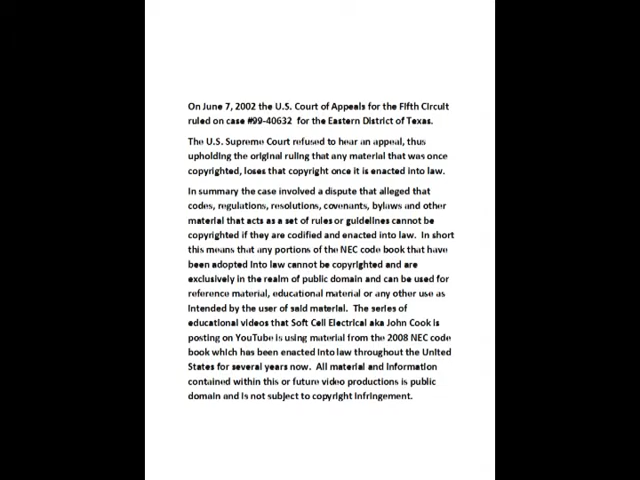 On June 7, 2002 the U.S. Court of Appeals for the Fifth Circuit
ruled on case #99-40632 for the Eastern District of Texas.
The U.S. Supreme Court refused to hear an appeal, thus
upholding the original ruling that any material that was once
copyrighted, loses that copyright once it is enacted into law.
In summary the case involved a dispute that alleged that
codes, regulations, resolutions, covenants, bylaws and other
material that acts as a set of rules or guidelines cannot be
copyrighted if they are codified and enacted into law. In short
this means that any portions of the NEC code book that have
been adopted into law cannot be copyrighted and are
exclusively in the realm of public domain and can be used for
reference material, educational material or any other use as
intended by the user of said material. The series of
educational videos that Soft Cell Electrical aka John Cook is
posting on YouTube is using material from the 2008 NEC code
book which has been enacted into law throughout the United
States for several years now. All material and information
contained within this or future video productions is public
domain and is not subject to copyright infringement.